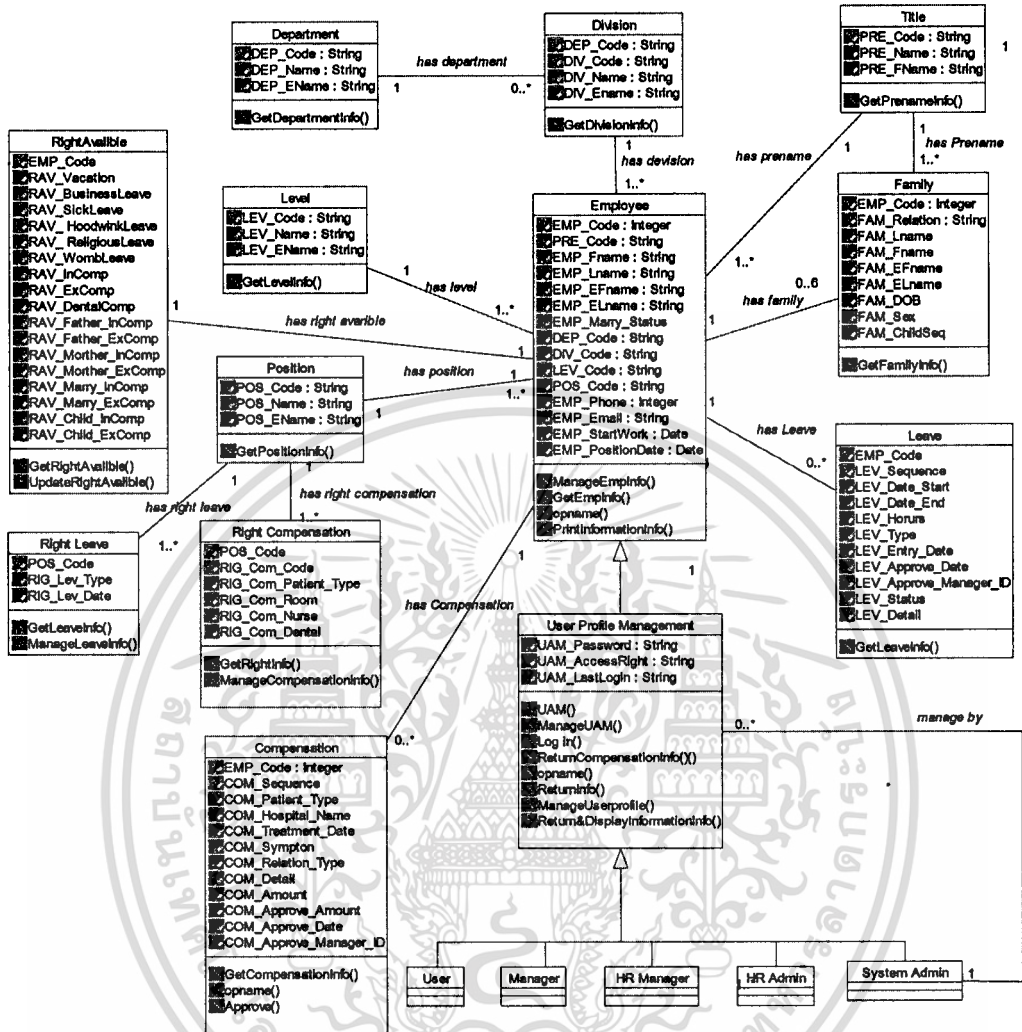 Department
DEP_Code : String
DEP_Name : String
DEP_EName : String
GetDepartmentInfo()
has department
1
0..*
Division
DEP_Code : String
DIV_Code : String
DIV_Name : String
DIV_Ename : String
GetDivisionInfo()
1
has devision
1..*
Title
PRE_Code : String
PRE_Name : String
PRE_FName : String
GetPrenameInfo()
1
1
has Prename
1..*
1
has prename
1..*
RightAvalible
EMP_Code
RAV_Vacation
RAV_BusinessLeave
RAV_SickLeave
RAV_ HoodwinkLeave
RAV_ ReligiousLeave
RAV_WombLeave
RAV_InComp
RAV_ExComp
RAV_DentalComp
RAV_Father_InComp
RAV_Father_ExComp
RAV_Morther_InComp
RAV_Morther_ExComp
RAV_Marry_InComp
RAV_Marry_ExComp
RAV_Child_InComp
RAV_Child_ExComp
GetRightAvalible()
UpdateRightAvalible()
1
has right avarible
1
Level
LEV_Code : String
LEV_Name : String
LEV_EName : String
GetLevelInfo()
1
has level
1..*
Employee
EMP_Code : Integer
PRE_Code : String
EMP_Fname : String
EMP_Lname : String
EMP_EFname : String
EMP_ELname : String
EMP_Marry_Status
DEP_Code : String
DIV_Code : String
LEV_Code : String
POS_Code : String
EMP_Phone : Integer
EMP_Email : String
EMP_StartWork : Date
EMP_PositionDate : Date
ManageEmpInfo()
GetEmpInfo()
opname()
PrintInformationInfo()
Family
EMP_Code : Integer
FAM_Relation : String
FAM_Lname
FAM_Fname
FAM_EFname
FAM_ELname
FAM_DOB
FAM_Sex
FAM_ChildSeq
GetFamilyInfo()
0..6
has family
1
Position
POS_Code : String
POS_Name : String
POS_EName : String
GetPositionInfo()
has position
1
1
1..*
1
has right leave
1..*
1
has right compensation
1..*
1
has Leave
0..*
Leave
EMP_Code
LEV_Sequence
LEV_Date_Start
LEV_Date_End
LEV_Horurs
LEV_Type
LEV_Entry_Date
LEV_Approve_Date
LEV_Approve_Manager_ID
LEV_Status
LEV_Detail
GetLeaveInfo()
Right Leave
POS_Code
RIG_Lev_Type
RIG_Lev_Date
GetLeaveInfo()
ManageLeaveInfo()
Right Compensation
POS_Code
RIG_Com_Code
RIG_Com_Patient_Type
RIG_Com_Room
RIG_Com_Nurse
RIG_Com_Dental
GetRightInfo()
ManageCompensationInfo()
1
has Compensation
0..*
1
User Profile Management
UAM_Password : String
UAM_AccessRight : String
UAM_LastLogin : String
UAM()
ManageUAM()
Log in()
ReturnCompensationInfo()()
opname()
ReturnInfo()
ManageUserprofile()
Return&DisplayInformationInfo()
0..*
manage by
1
Compensation
EMP_Code : Integer
COM_Sequence
COM_Patient_Type
COM_Hospital_Name
COM_Treatment_Date
COM_Sympton
COM_Relation_Type
COM_Detail
COM_Amount
COM_Approve_Amount
COM_Approve_Date
COM_Approve_Manager_ID
GetCompensationInfo()
opname()
Approve()
User
Manager
HR Manager
HR Admin
System Admin